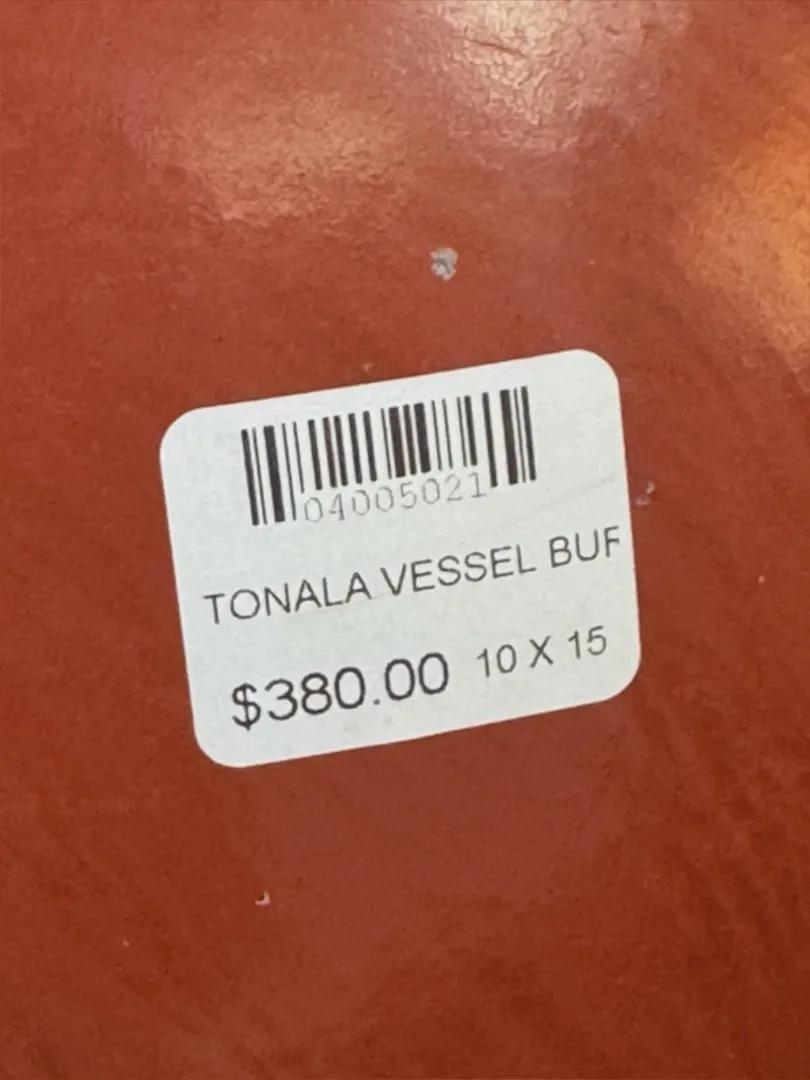 04005021
TONALA VESSEL BUF
$380.00 10 X 15